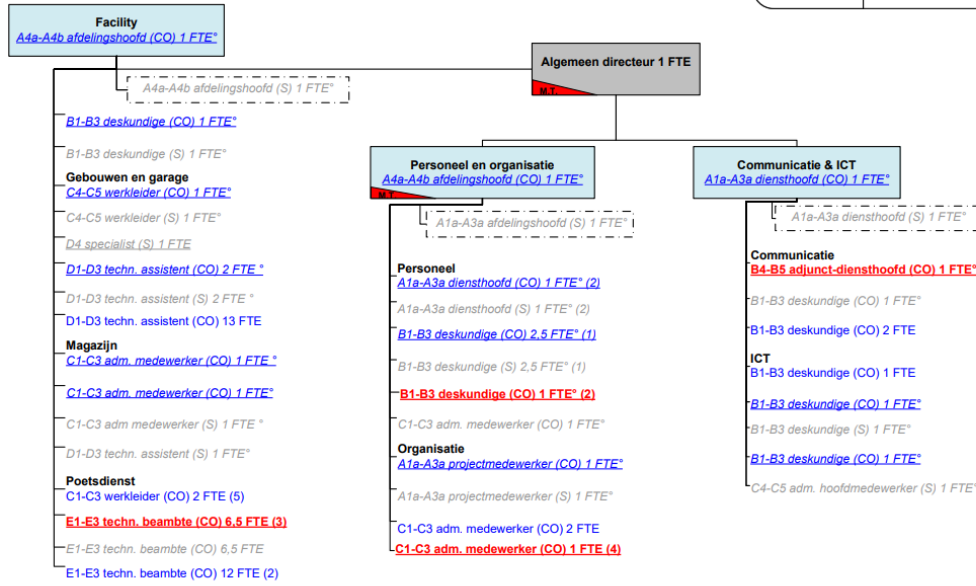 Facility
A4a-A4b afdelingshoofd (CO) 1 FTE°
A4a-A4b afdelingshoofd (S) 1 FTE°
B1-B3 deskundige (CO) 1 FTE°
B1-B3 deskundige (S) 1 FTE°
Gebouwen en garage
C4-C5 werkleider (CO) 1 FTE°
C4-C5 werkleider (S) 1 FTE°
D4 specialist (S) 1 FTE
D1-D3 techn. assistent (CO) 2 FTE °
D1-D3 techn. assistent (S) 2 FTE °
D1-D3 techn. assistent (CO) 13 FTE
Magazijn
C1-C3 adm. medewerker (CO) 1 FTE °
C1-C3 adm. medewerker (CO) 1 FTE°
C1-C3 adm medewerker (S) 1 FTE °
D1-D3 techn. assistent (S) 1 FTE°
Poetsdienst
C1-C3 werkleider (CO) 2 FTE (5)
E1-E3 techn. beambte (CO) 6,5 FTE (3)
E1-E3 techn. beambte (CO) 6,5 FTE
E1-E3 techn. beambte (CO) 12 FTE (2)
Algemeen directeur 1 FTE
M.T.
Personeel en organisatie
A4a-A4b afdelingshoofd (CO) 1 FTE°
M.T.
A1a-A3a afdelingshoofd (S) 1 FTE°
Personeel
A1a-A3a diensthoofd (CO) 1 FTE° (2)
A1a-A3a diensthoofd (S) 1 FTE° (2)
B1-B3 deskundige (CO) 2,5 FTE° (1)
B1-B3 deskundige (S) 2,5 FTE° (1)
B1-B3 deskundige (CO) 1 FTE° (2)
C1-C3 adm. medewerker (CO) 1 FTE°
Organisatie
A1a-A3a projectmedewerker (CO) 1 FTE°
A1a-A3a projectmedewerker (S) 1 FTE°
C1-C3 adm. medewerker (CO) 2 FTE
C1-C3 adm. medewerker (CO) 1 FTE (4)
Communicatie & ICT
A1a-A3a diensthoofd (CO) 1 FTE°
A1a-A3a diensthoofd (S) 1 FTE°
Communicatie
B4-B5 adjunct-diensthoofd (CO) 1 FTE°
B1-B3 deskundige (CO) 1 FTE°
B1-B3 deskundige (CO) 2 FTE
ICT
B1-B3 deskundige (CO) 1 FTE
B1-B3 deskundige (CO) 1 FTE°
B1-B3 deskundige (S) 1 FTE°
B1-B3 deskundige (CO) 1 FTE°
C4-C5 adm. hoofdmedewerker (S) 1 FTE°